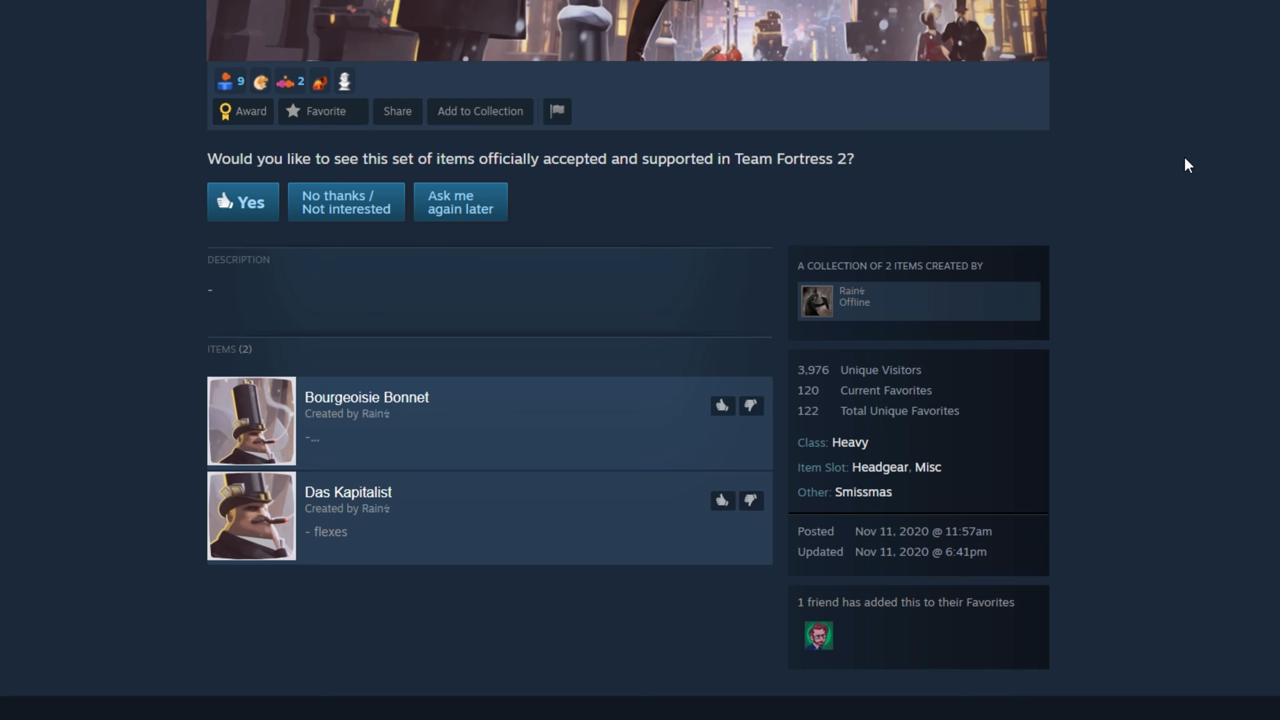 9
2
Award
Favorite
Share
Add to Collection
Would you like to see this set of items officially accepted and supported in Team Fortress 2?
Yes
No thanks /
Not interested
Ask me
again later
DESCRIPTION
-
ITEMS (2)
Bourgeoisie Bonnet
Created by Rain
-...
Das Kapitalist
Created by Rain
- flexes
A COLLECTION OF 2 ITEMS CREATED BY
Rain
Offline
3,976 Unique Visitors
120 Current Favorites
122 Total Unique Favorites
Class: Heavy
Item Slot: Headgear, Misc
Other: Smissmas
Posted Nov 11, 2020 @ 11:57am
Updated Nov 11, 2020 @ 6:41pm
1 friend has added this to their Favorites